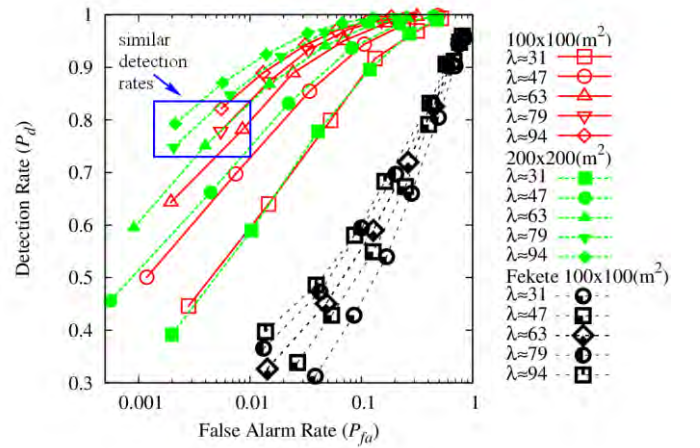 1
0.9
0.8
0.7
0.6
0.5
0.4
0.3
Detection Rate (Pd)
similar
detection
rates
0.001
0.01
0.1
1
False Alarm Rate (Pfa)
100x100(m²)
λ≈31
λ≈47
λ≈63
λ≈79
λ≈94
200x200(m²)
λ≈31
λ≈47
λ≈63
λ≈79
λ≈94
Fekete 100x100(m²)
λ≈31
λ≈47
λ≈63
λ≈79
λ≈94